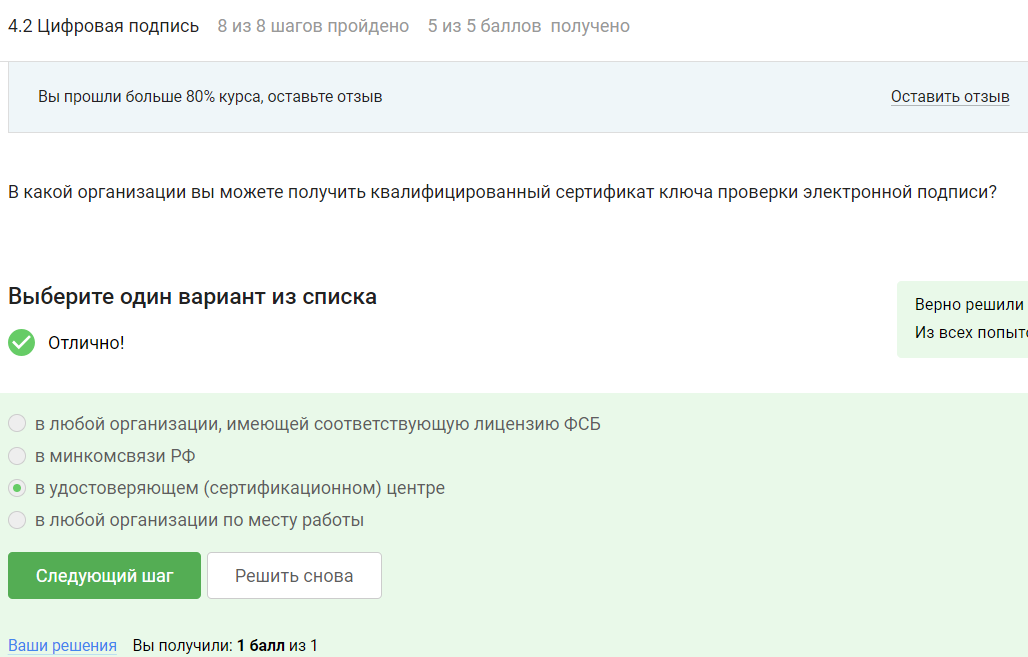 4.2 Цифровая подпись 8 из 8 шагов пройдено 5 из 5 баллов получено
Вы прошли больше 80% курса, оставьте отзыв Оставить отзыв
В какой организации вы можете получить квалифицированный сертификат ключа проверки электронной подписи?
Выберите один вариант из списка
Верно решили
Отлично!
Из всех
в любой организации, имеющей соответствующую лицензию ФСБ
в минкомсвязи РФ
в удостоверяющем (сертификационном) центре
в любой организации по месту работы
Следующий шаг Решить снова
Ваши решения Вы получили: 1 балл из 1